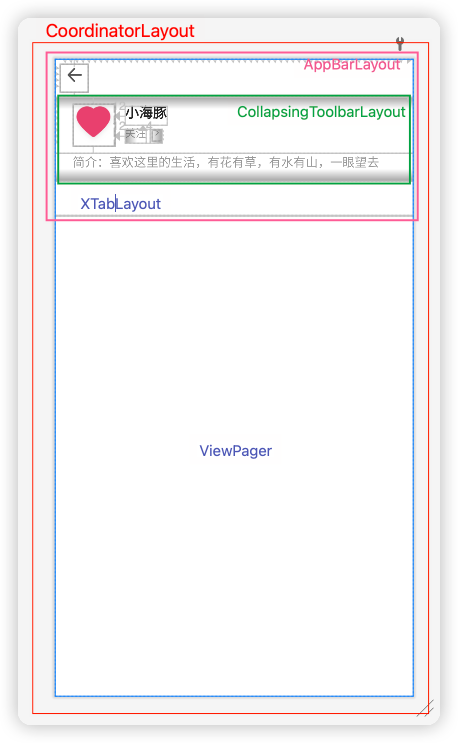 CoordinatorLayout
AppBarLayout
小海豚
CollapsingToolbarLayout
关注
简介：喜欢这里的生活，有花有草，有水有山，一眼望去
XTabLayout
ViewPager